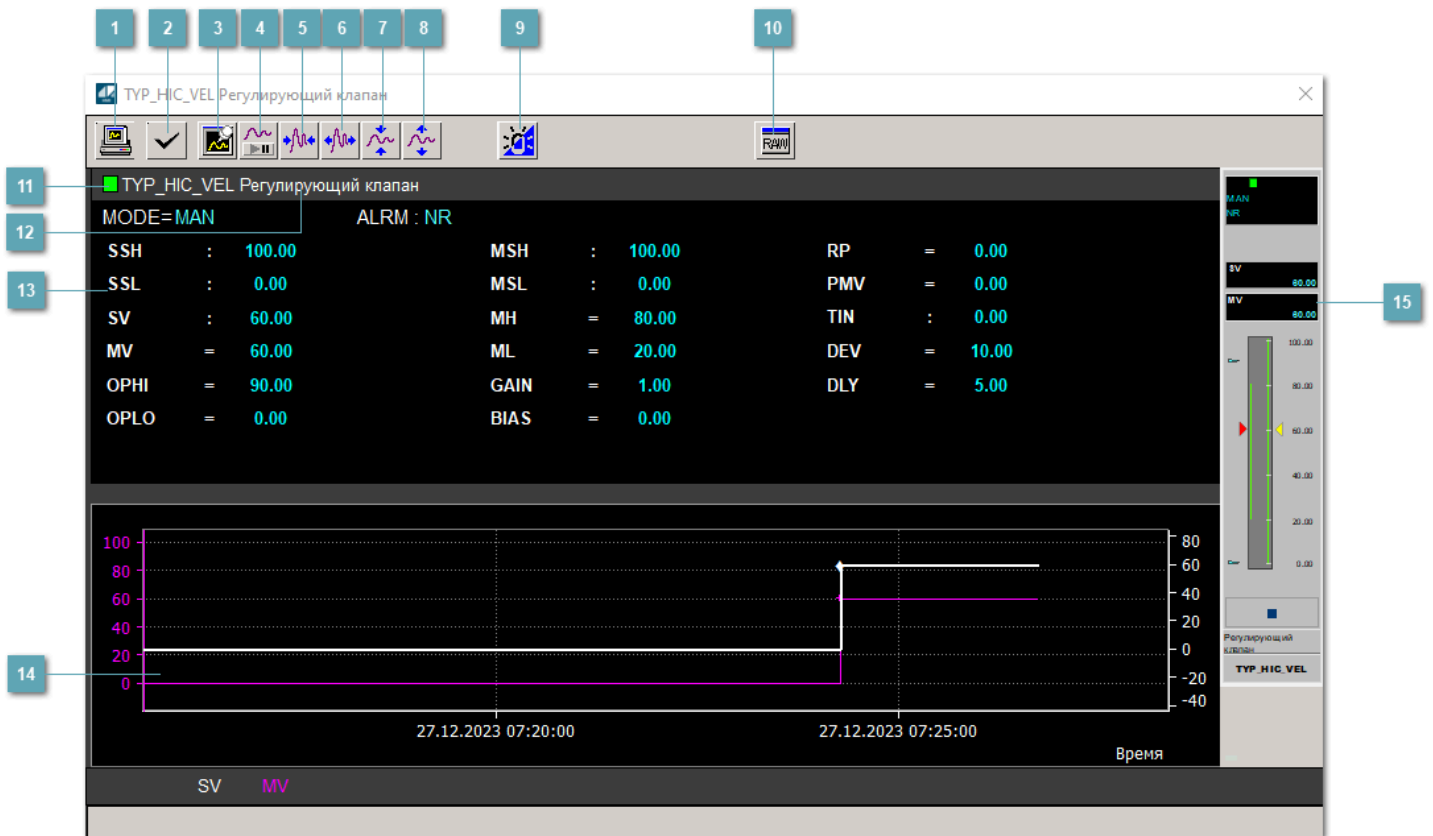 1 2 3 4 5 6 7 8 9 10
TYP_HIC_VEL Регулирующий клапан
RAW
11
TYP_HIC_VEL Регулирующий клапан
12
MODE=MAN ALRM : NR
SSH : 100.00 MSH : 100.00 RP = 0.00
13
SSL : 0.00 MSL : 0.00 PMV = 0.00
SV : 60.00 MH = 80.00 TIN : 0.00
MV = 60.00 ML = 20.00 DEV = 10.00
OPHI = 90.00 GAIN = 1.00 DLY = 5.00
OPLO = 0.00 BIAS = 0.00
MAN
NR
SV
60.00
MV
60.00
15
100.00
80.00
60.00
40.00
20.00
0.00
Регулирующий
клапан
TYP_HIC_VEL
14
100
80
60
40
20
0
80
60
40
20
0
-20
-40
27.12.2023 07:20:00 27.12.2023 07:25:00
Время
SV MV